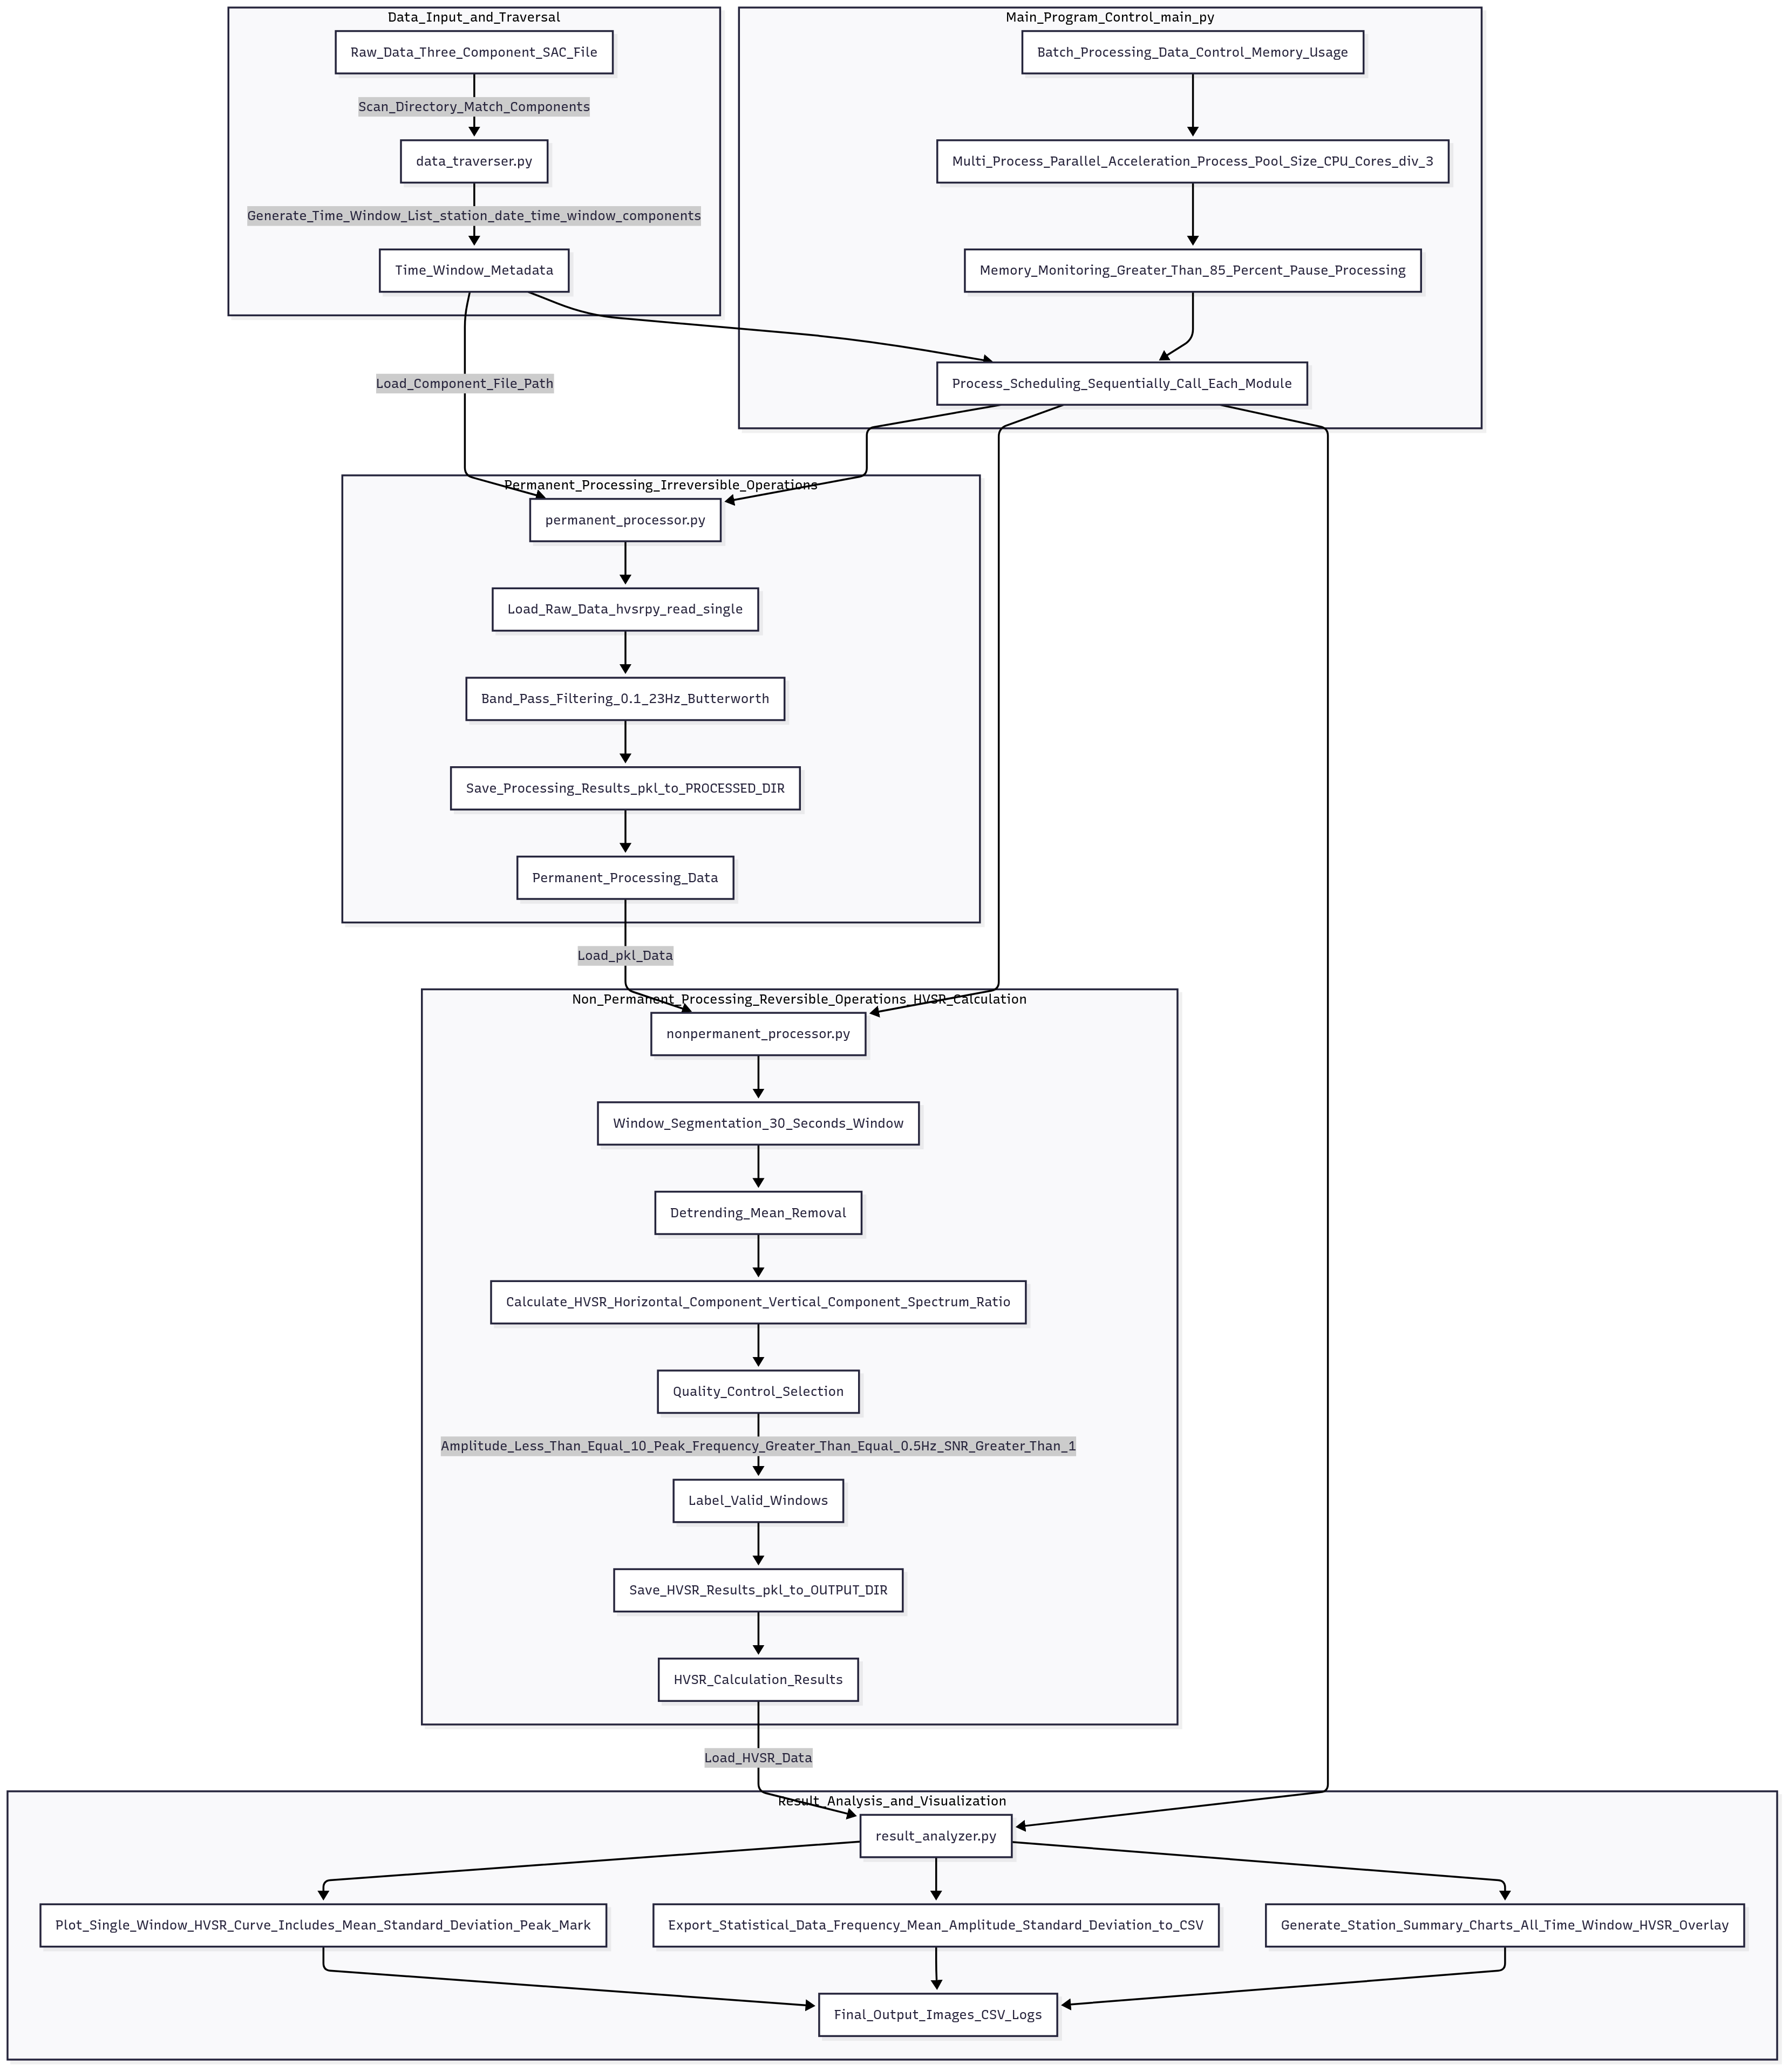 Data_Input_and_Traversal
Raw_Data_Three_Component_SAC_File
Scan_Directory_Match_Components
data_traverser.py
Generate_Time_Window_List_station_date_time_window_components
Time_Window_Metadata
Main_Program_Control_main_py
Batch_Processing_Data_Control_Memory_Usage
Multi_Process_Parallel_Acceleration_Process_Pool_Size_CPU_Cores_div_3
Memory_Monitoring_Greater_Than_85_Percent_Pause_Processing
Process_Scheduling_Sequentially_Call_Each_Module
Load_Component_File_Path
Permanent_Processing_Irreversible_Operations
permanent_processor.py
Load_Raw_Data_hvsrpy_read_single
Band_Pass_Filtering_0.1_23Hz_Butterworth
Save_Processing_Results_pkl_to_PROCESSED_DIR
Permanent_Processing_Data
Load_pkl_Data
Non_Permanent_Processing_Reversible_Operations_HVSR_Calculation
nonpermanent_processor.py
Window_Segmentation_30_Seconds_Window
Detrending_Mean_Removal
Calculate_HVSR_Horizontal_Component_Vertical_Component_Spectrum_Ratio
Quality_Control_Selection
Amplitude_Less_Than_Equal_10_Peak_Frequency_Greater_Than_Equal_0.5Hz_SNR_Greater_Than_1
Label_Valid_Windows
Save_HVSR_Results_pkl_to_OUTPUT_DIR
HVSR_Calculation_Results
Load_HVSR_Data
Result_Analysis_and_Visualization
result_analyzer.py
Plot_Single_Window_HVSR_Curve_Includes_Mean_Standard_Deviation_Peak_Mark
Export_Statistical_Data_Frequency_Mean_Amplitude_Standard_Deviation_to_CSV
Generate_Station_Summary_Charts_All_Time_Window_HVSR_Overlay
Final_Output_Images_CSV_Logs